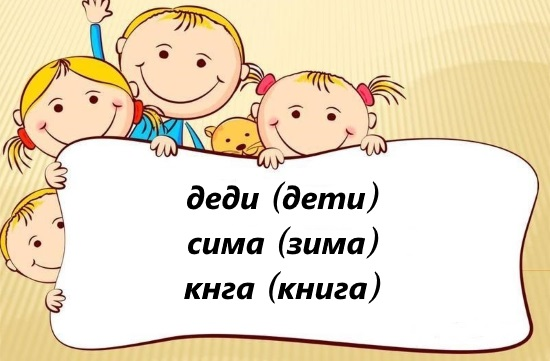 деди (дети)
сима (зима)
кнга (книга)